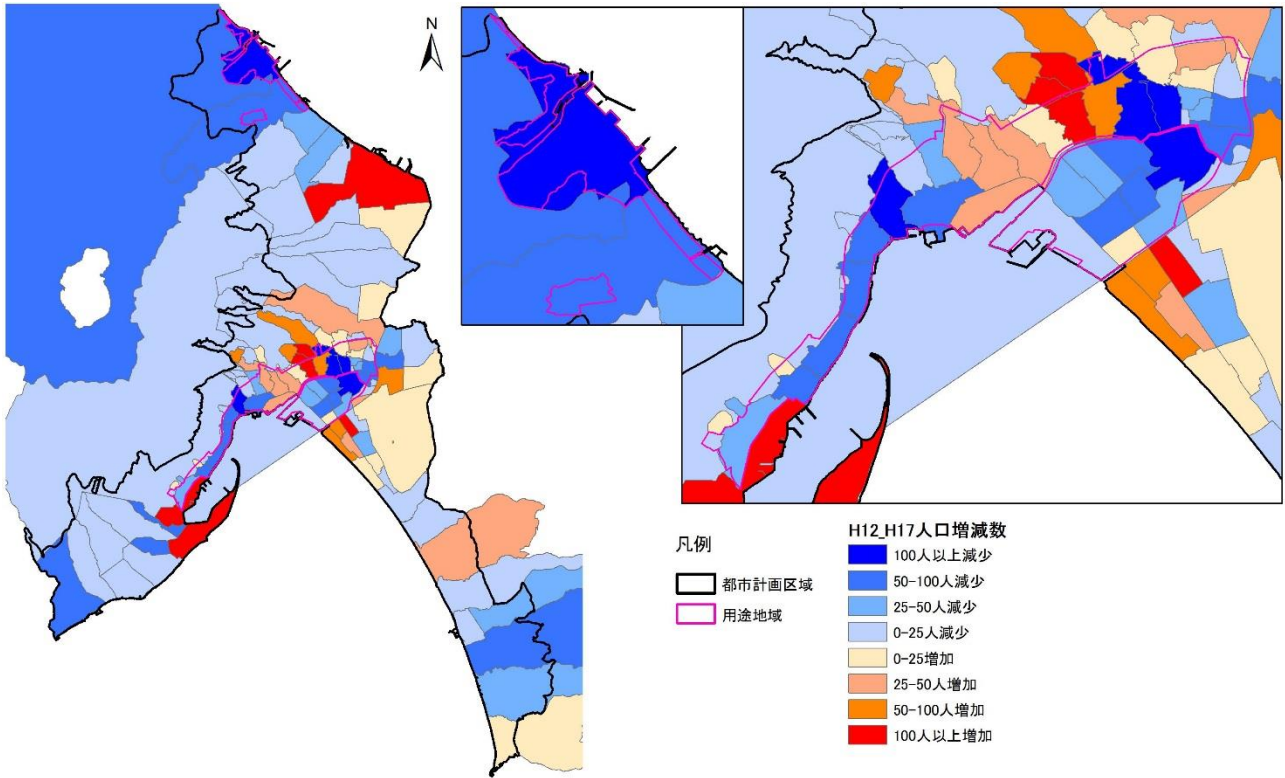 N
凡例
都市計画区域
用途地域
H12_H17人口増減数
100人以上減少
50-100人減少
25-50人減少
0-25人減少
0-25増加
25-50人増加
50-100人増加
100人以上増加